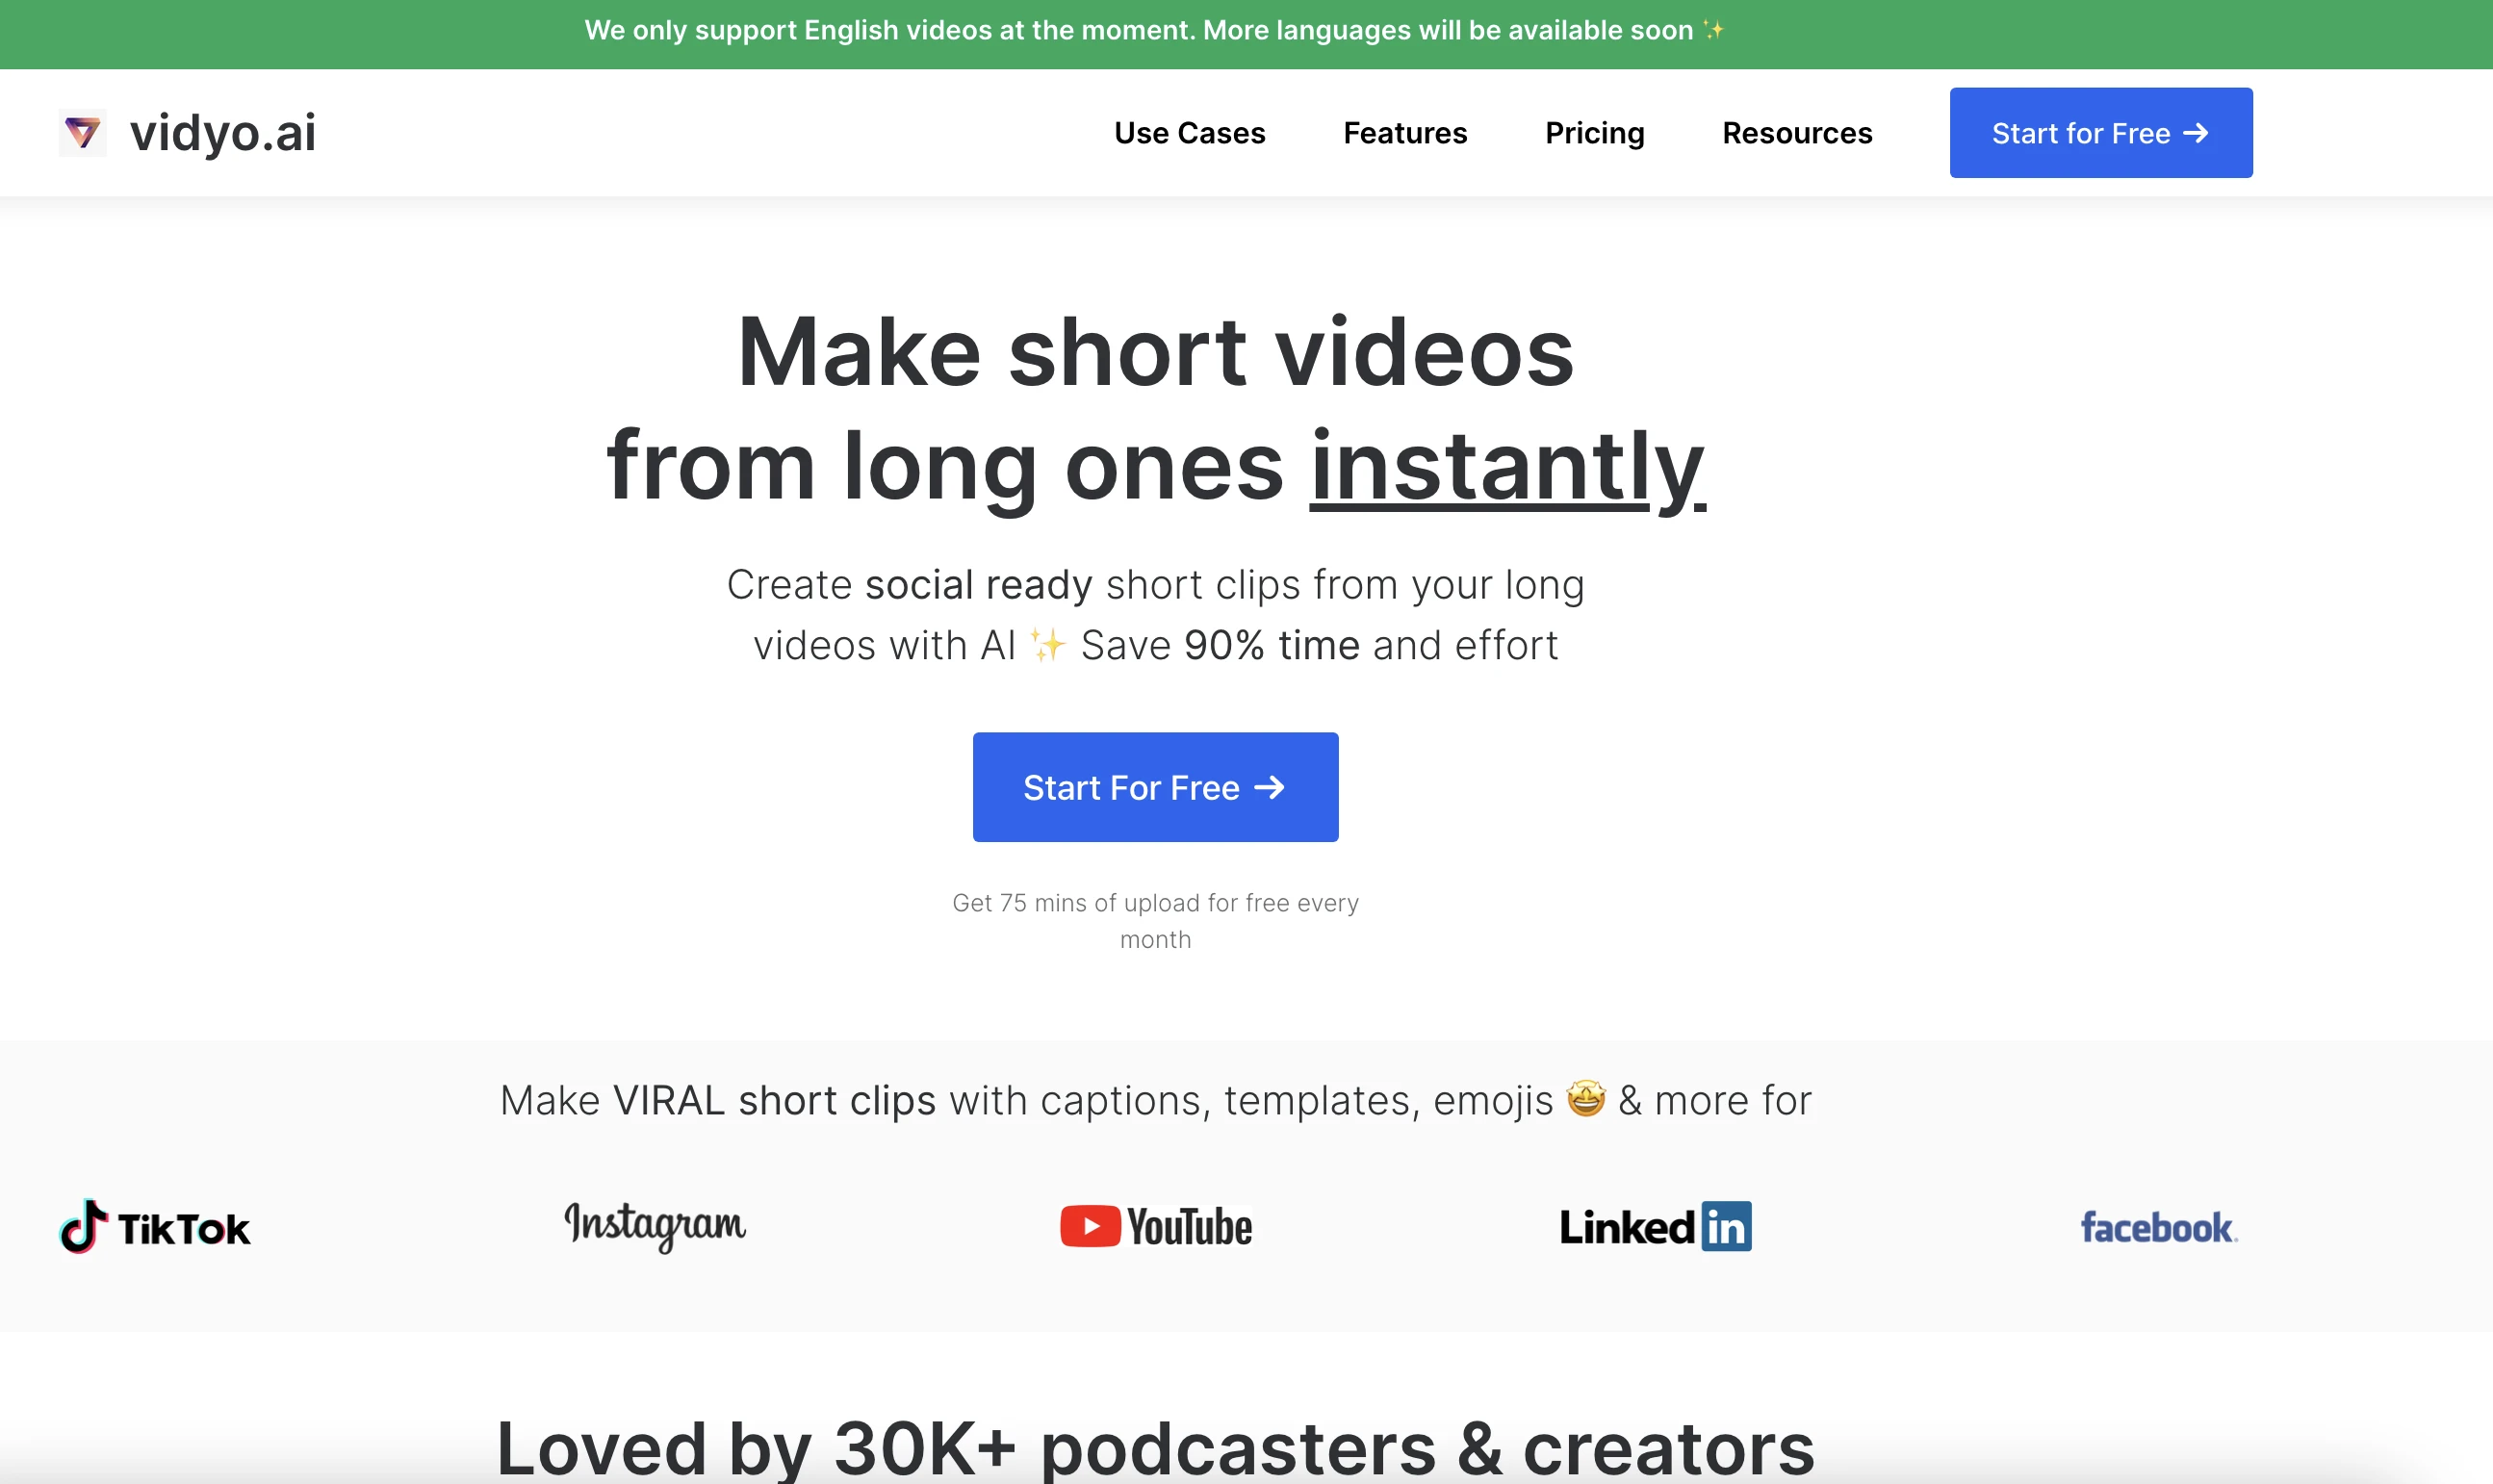 We only support English videos at the moment. More languages will be available soon ✨
vidyo.ai
Use Cases
Features
Pricing
Resources
Start for Free →
Make short videos
from long ones instantly
Create social ready short clips from your long
videos with AI ✨ Save 90% time and effort
Start For Free →
Get 75 mins of upload for free every
month
Make VIRAL short clips with captions, templates, emojis 🤩 & more for
TikTok
Instagram
YouTube
Linked in
facebook.
Loved by 30K+ podcasters & creators